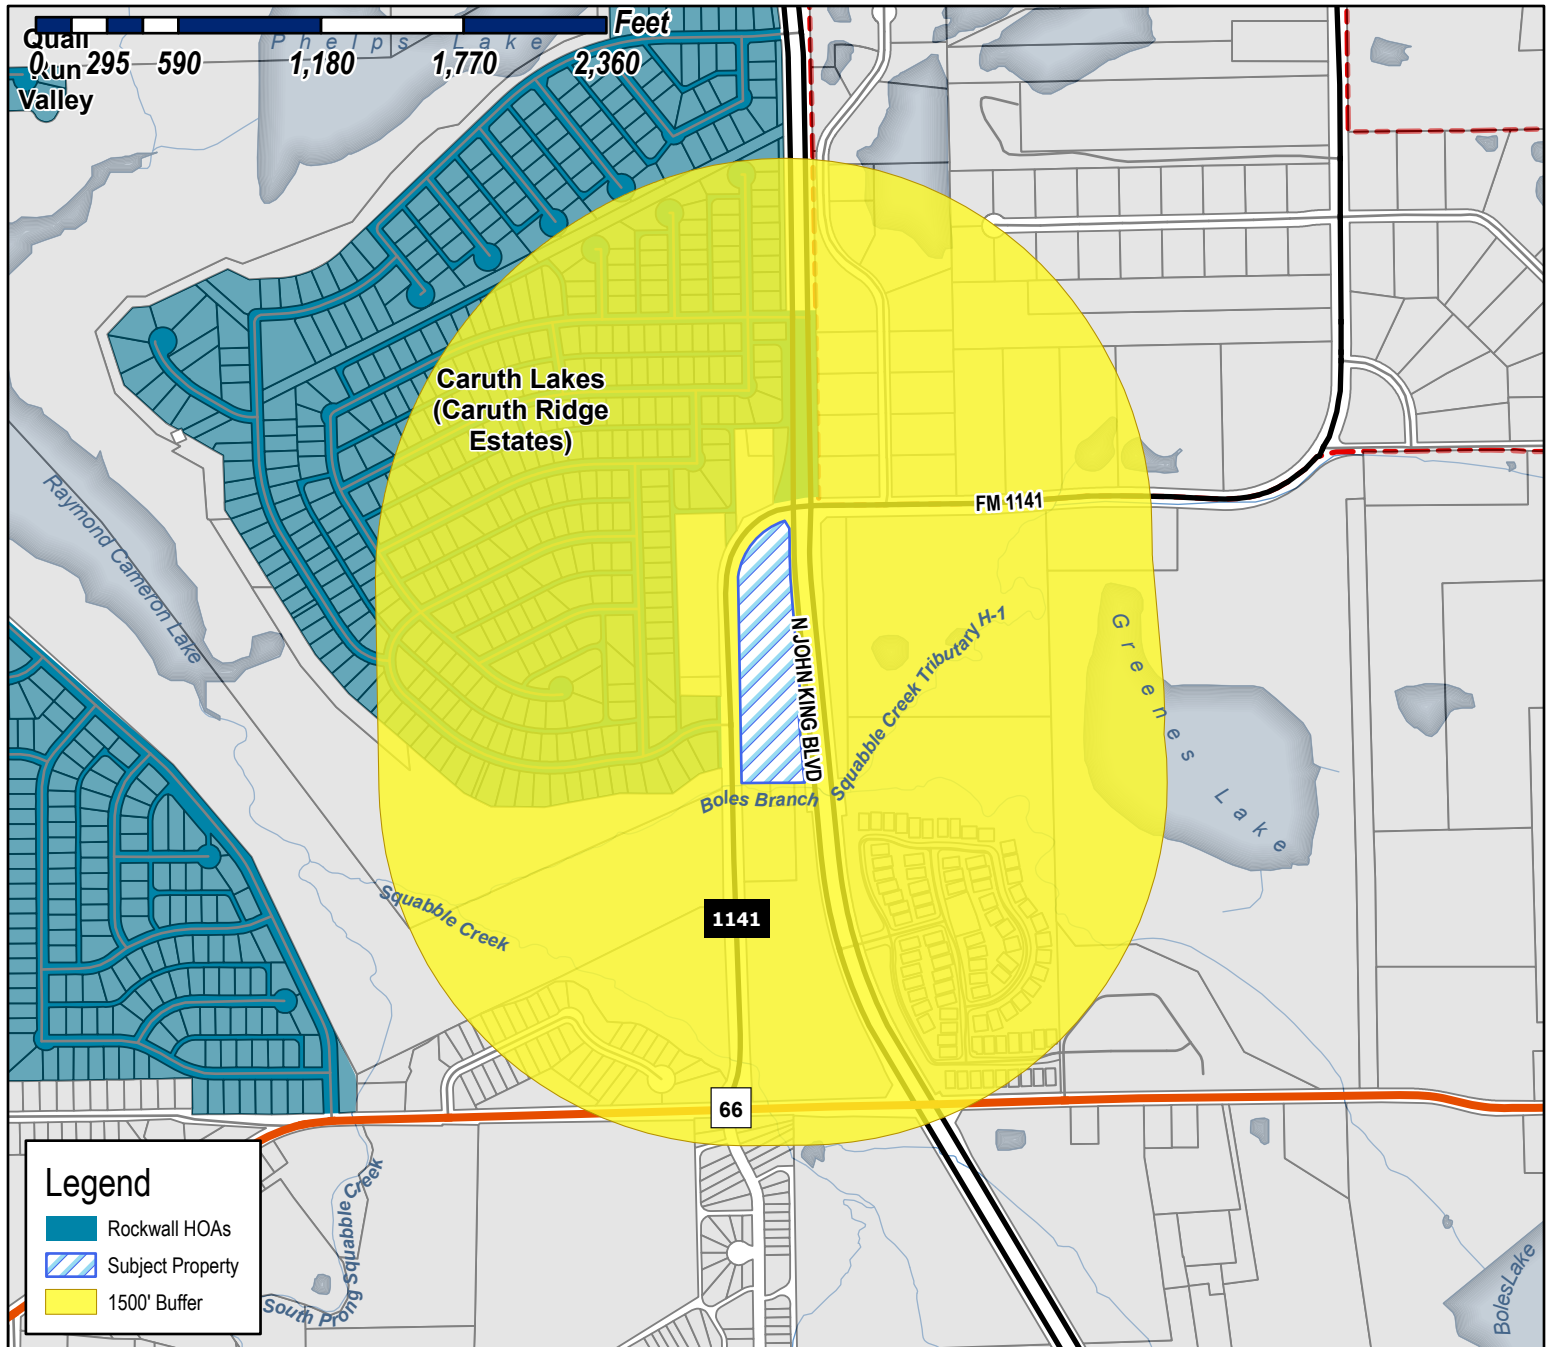 Feet
0 295 590 1,180 1,770 2,360
Phelps Lake
Quail
Run
Valley
Caruth Lakes
(Caruth Ridge
Estates)
FM 1141
Raymond Cameron Lake
N JOHN KING BLVD
Squabble Creek Tributary H-1
Greenes Lake
Boles Branch
Squabble Creek
1141
66
South Prong Squabble Creek
Boles Lake
Legend
Rockwall HOAs
Subject Property
1500' Buffer